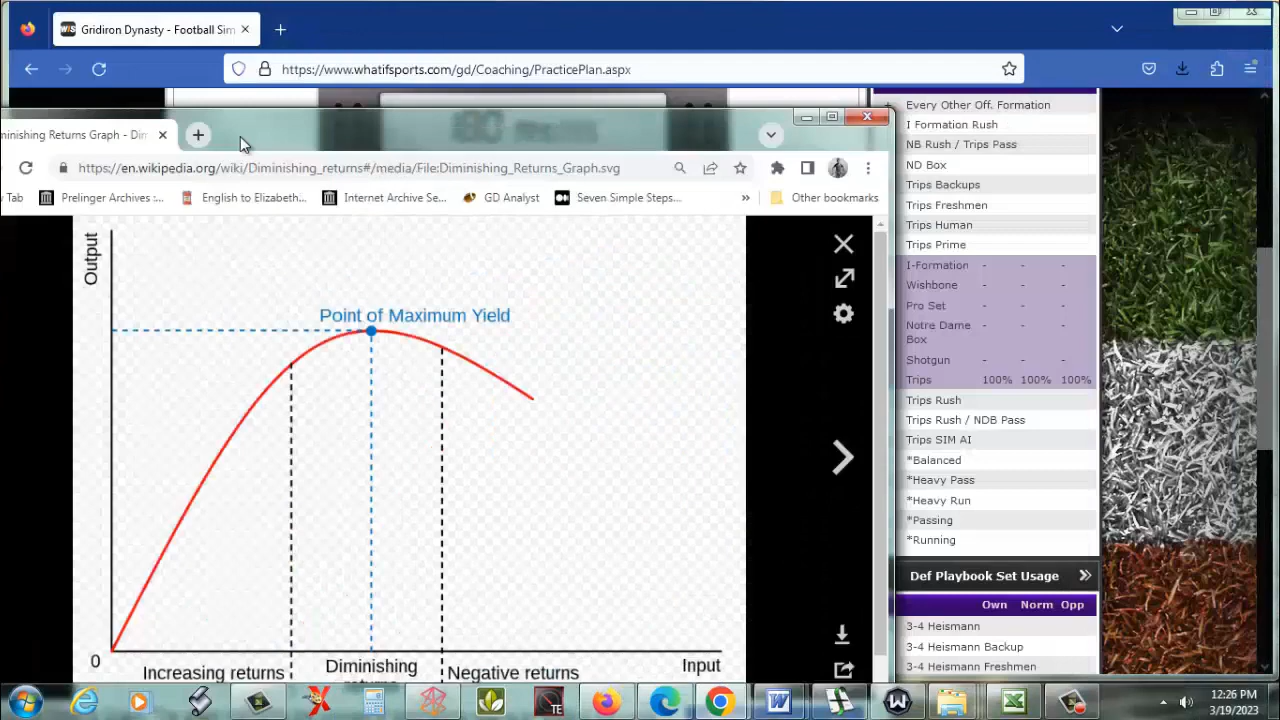 Gridiron Dynasty - Football Sim
https://www.whatifsports.com/gd/Coaching/PracticePlan.aspx
minishing Returns Graph - Dim
https://en.wikipedia.org/wiki/Diminishing_returns#/media/File:Diminishing_Returns_Graph.svg
w Tab
Prelinger Archives :...
English to Elizabeth...
Internet Archive Se...
GD Analyst
Seven Simple Steps...
»
Other bookmarks
Output
Point of Maximum Yield
0
Increasing returns
Diminishing
Negative returns
Input
Every Other Off. Formation
I Formation Rush
NB Rush / Trips Pass
ND Box
Trips Backups
Trips Freshmen
Trips Human
Trips Prime
I-Formation - - -
Wishbone - - -
Pro Set - - -
Notre Dame - - -
Box
Shotgun - - -
Trips 100% 100% 100%
Trips Rush
Trips Rush / NDB Pass
Trips SIM AI
*Balanced
*Heavy Pass
*Heavy Run
*Passing
*Running
Def Playbook Set Usage »
Own Norm Opp
3-4 Heismann
3-4 Heismann Backup
3-4 Heismann Freshmen
TE
W
12:26 PM
3/19/2023